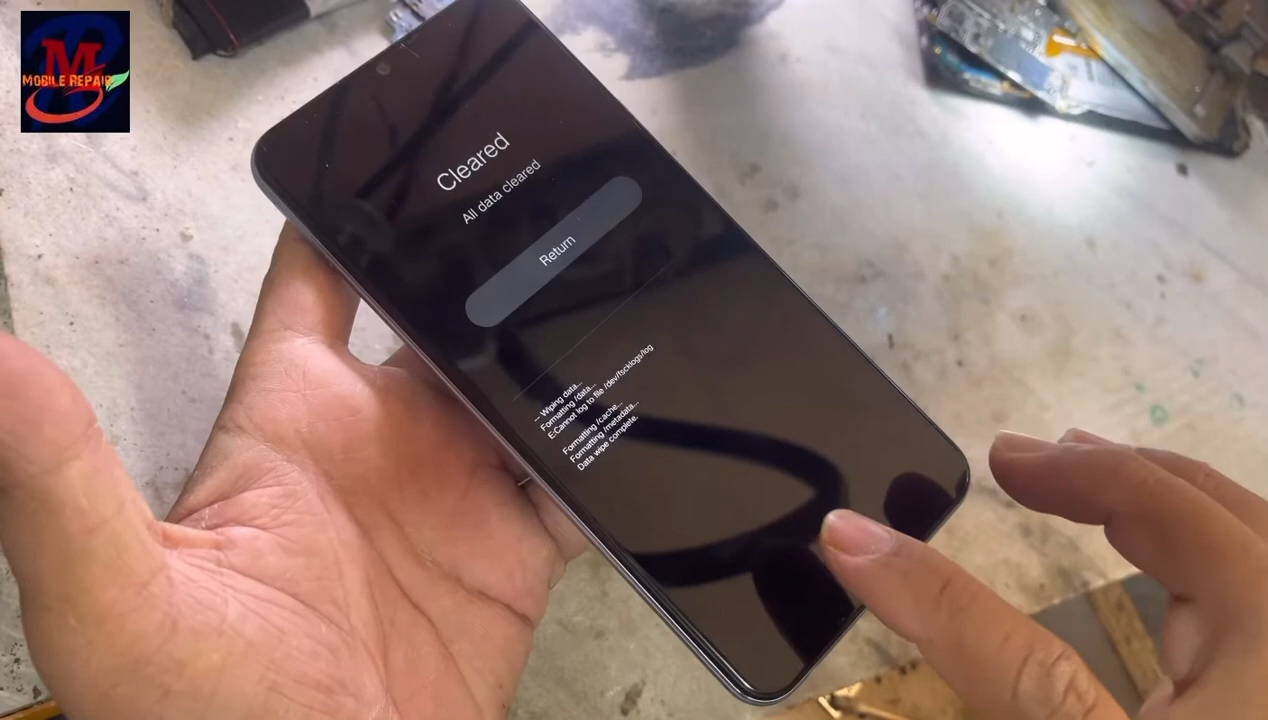 M
MOBILE REPAIR
Cleared
All data cleared
Return
-- Wiping data...
Formatting /data...
E:Cannot log to file /dev/fscklogs/log
Formatting /cache...
Formatting /metadata...
Data wipe complete.